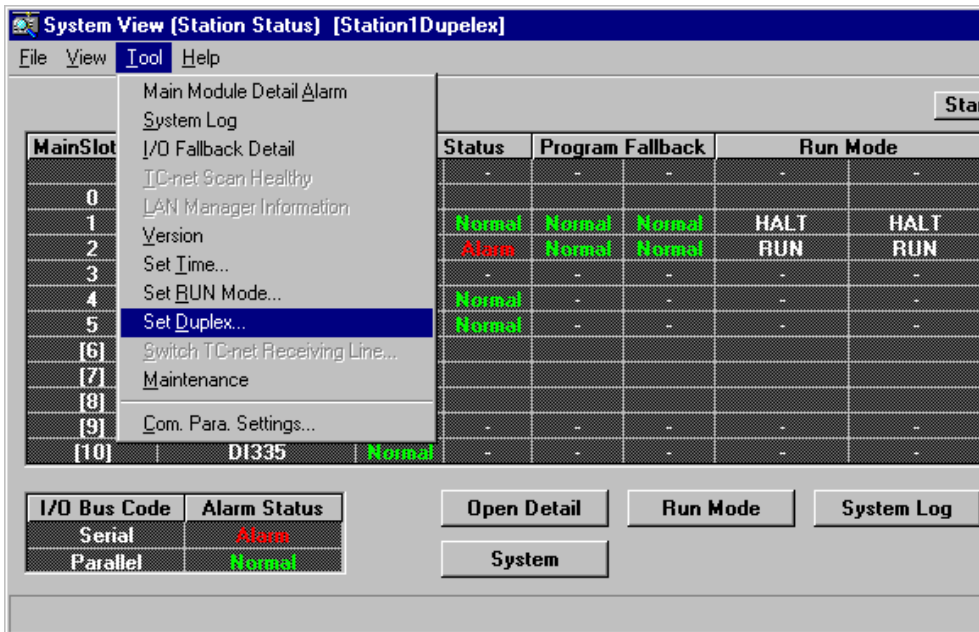 System View (Station Status) [Station1Dupelex]
File View Tool Help
Main Module Detail Alarm
System Log
I/O Fallback Detail
TC-net Scan Healthy
LAN Manager Information
Version
Set Time...
Set RUN Mode...
Set Duplex...
Switch TC-net Receiving Line...
Maintenance
Com. Para. Settings...
Sta
MainSlot Status Program Fallback Run Mode
- - - - -
0
1 Normal Normal Normal HALT HALT
2 Alarm Normal Normal RUN RUN
3 - - - - -
4 Normal - - - -
5 Normal - - - -
[6]
[7]
[8]
[9] - - - - -
[10] DI335 Normal - - - - -
I/O Bus Code Alarm Status
Serial Alarm
Parallel Normal
Open Detail Run Mode System Log
System